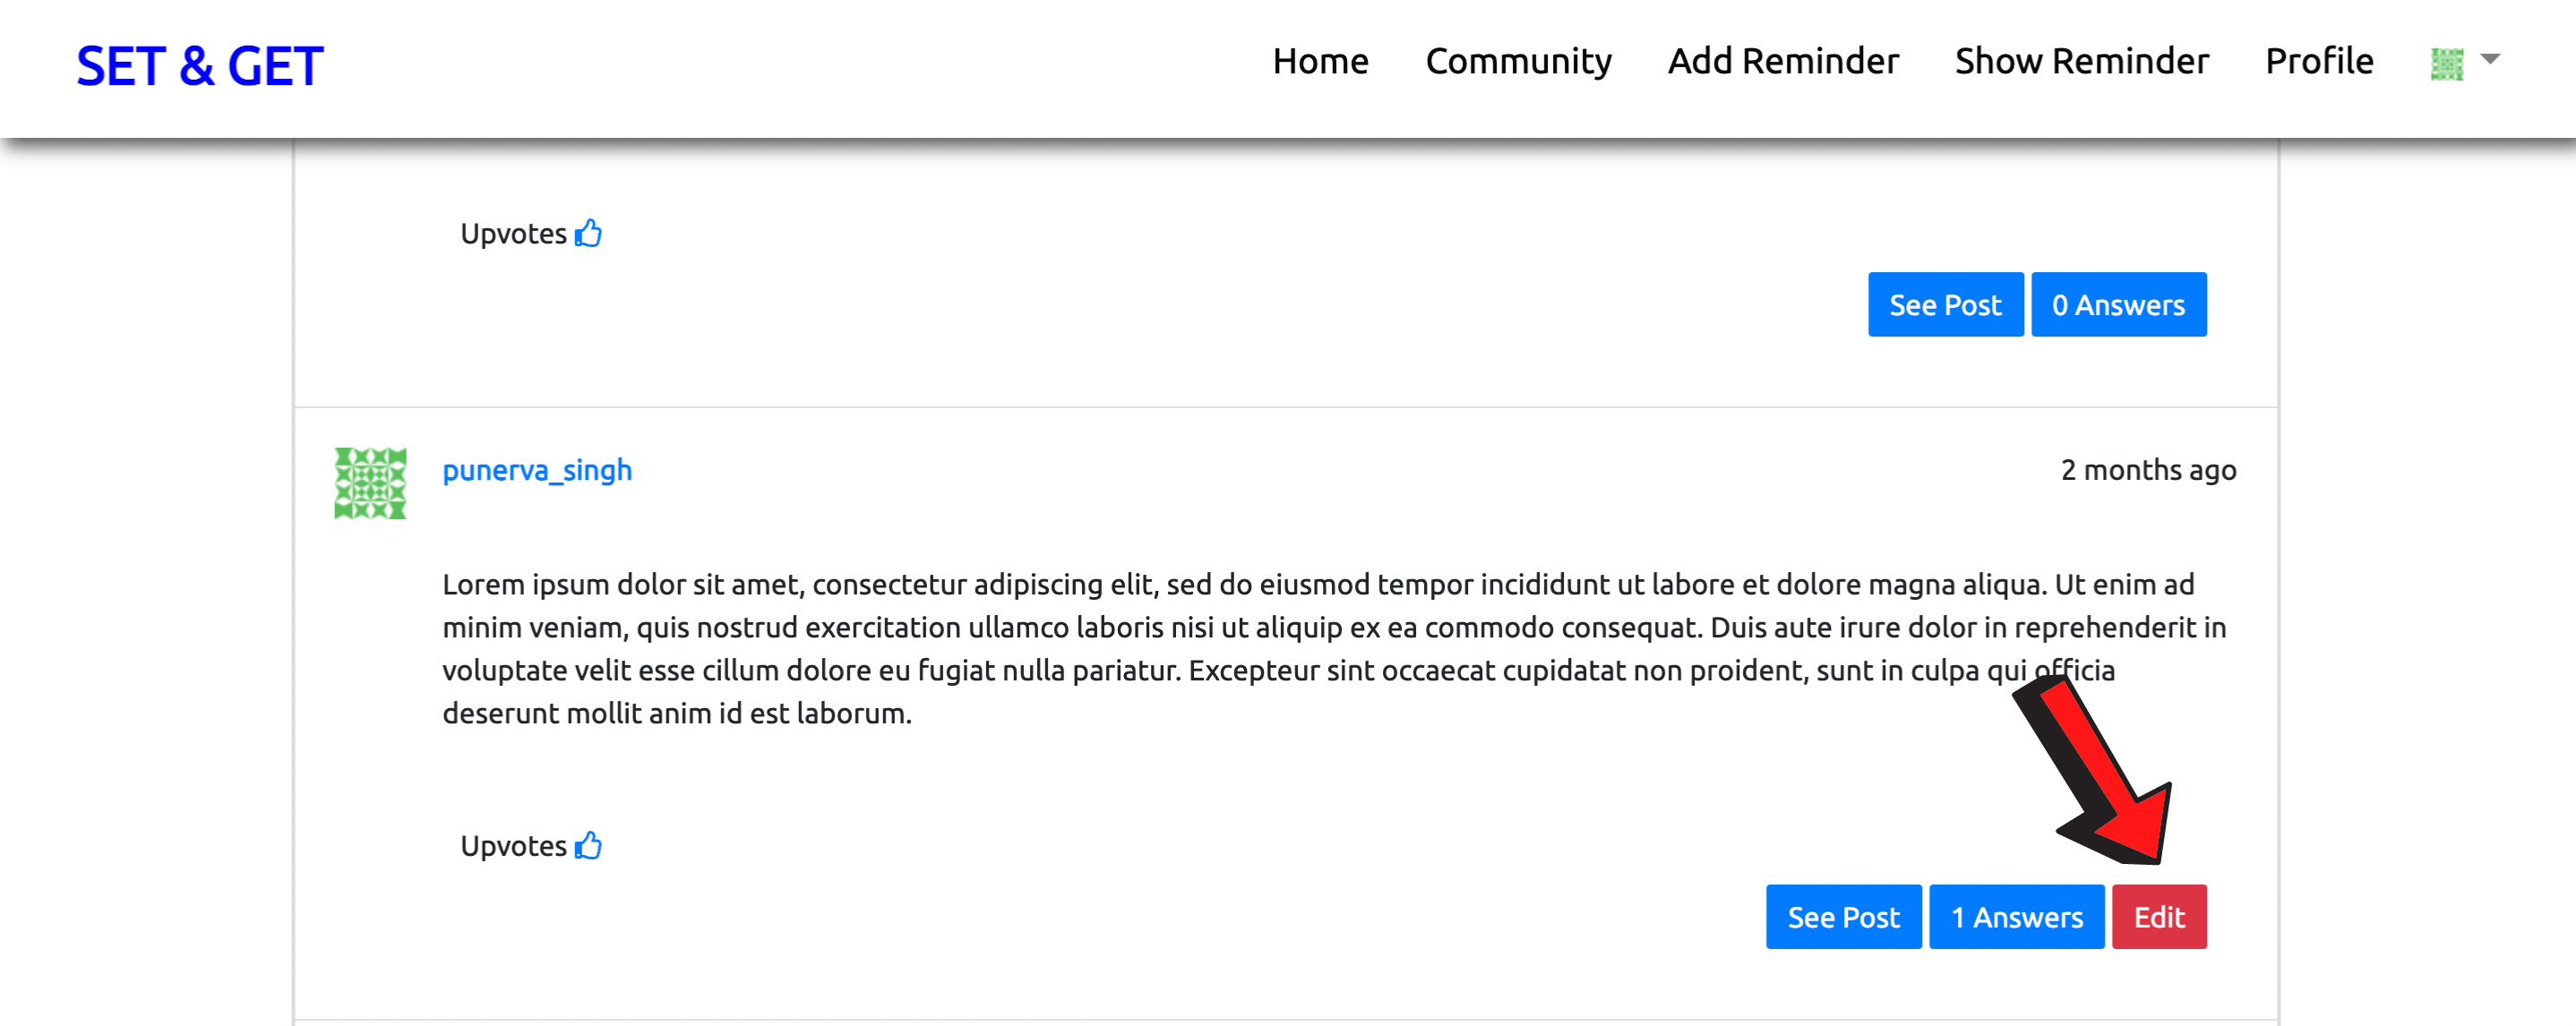 SET & GET
Home Community Add Reminder Show Reminder Profile
Upvotes
See Post 0 Answers
punerva_singh 2 months ago
Lorem ipsum dolor sit amet, consectetur adipiscing elit, sed do eiusmod tempor incididunt ut labore et dolore magna aliqua. Ut enim ad
minim veniam, quis nostrud exercitation ullamco laboris nisi ut aliquip ex ea commodo consequat. Duis aute irure dolor in reprehenderit in
voluptate velit esse cillum dolore eu fugiat nulla pariatur. Excepteur sint occaecat cupidatat non proident, sunt in culpa qui officia
deserunt mollit anim id est laborum.
Upvotes
See Post 1 Answers Edit